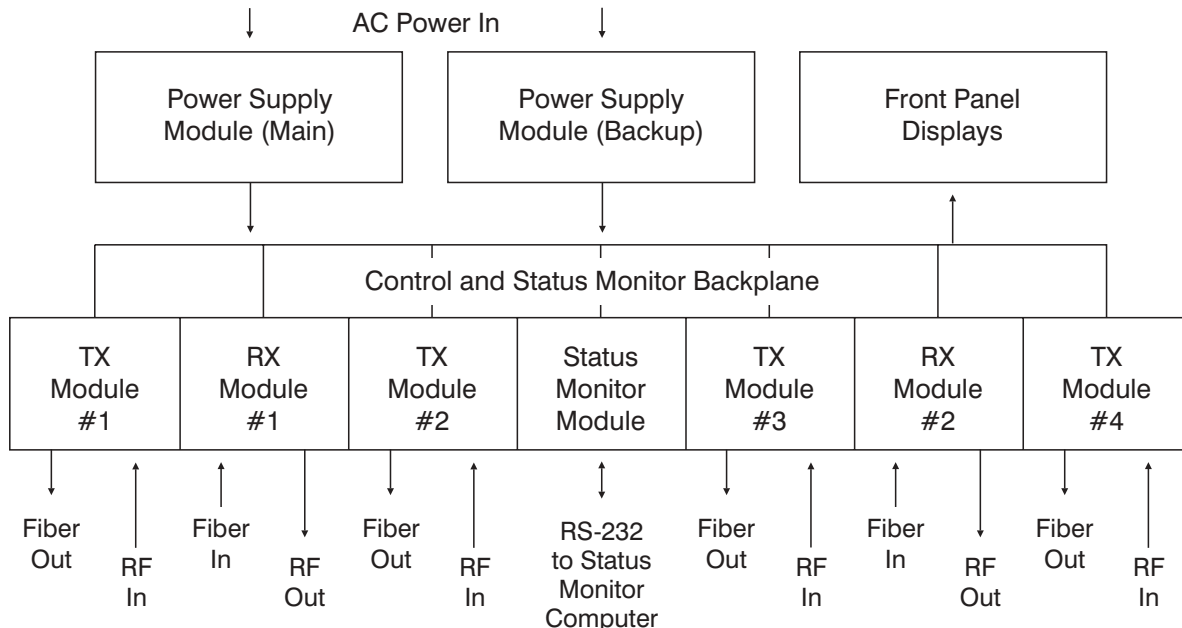 AC Power In
Power Supply
Module (Main)
Power Supply
Module (Backup)
Front Panel
Displays
Control and Status Monitor Backplane
TX
Module
#1
RX
Module
#1
TX
Module
#2
Status
Monitor
Module
TX
Module
#3
RX
Module
#2
TX
Module
#4
Fiber
Out
RF
In
Fiber
In
RF
Out
Fiber
Out
RF
In
RS-232
to Status
Monitor
Computer
Fiber
Out
RF
In
Fiber
In
RF
Out
Fiber
Out
RF
In